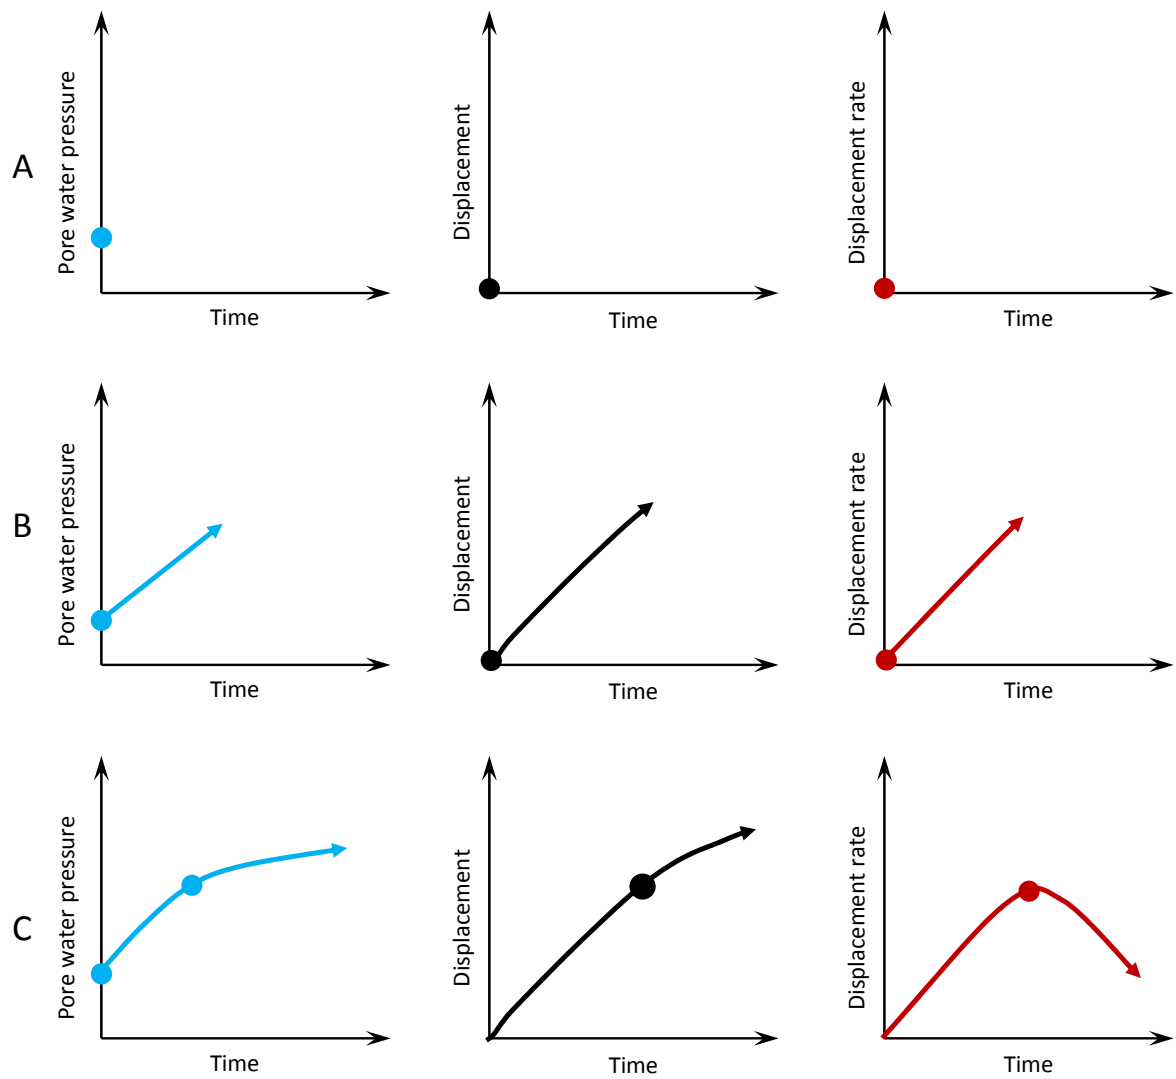 A
Pore water pressure
Time
Displacement
Time
Displacement rate
Time
B
Pore water pressure
Time
Displacement
Time
Displacement rate
Time
C
Pore water pressure
Time
Displacement
Time
Displacement rate
Time